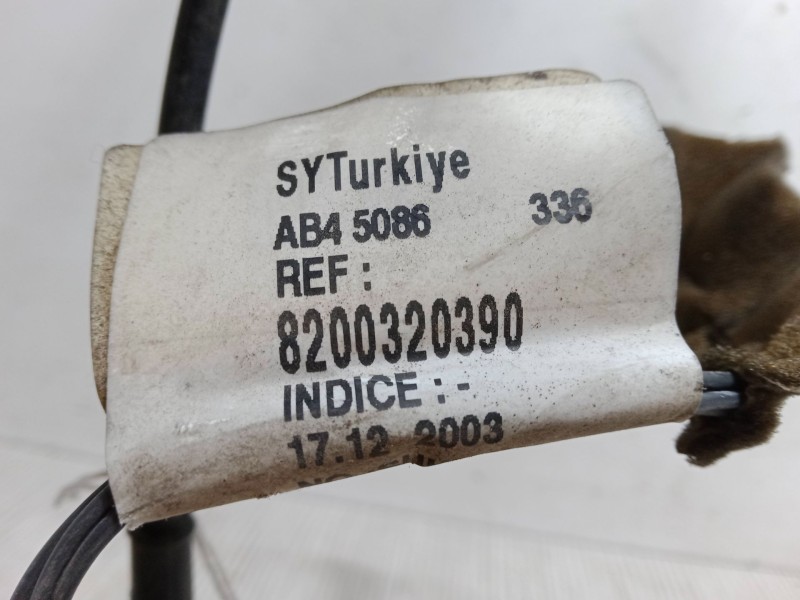 SYTurkiye
AB4 5086 336
REF :
8200320390
INDICE : -
17.12 2003